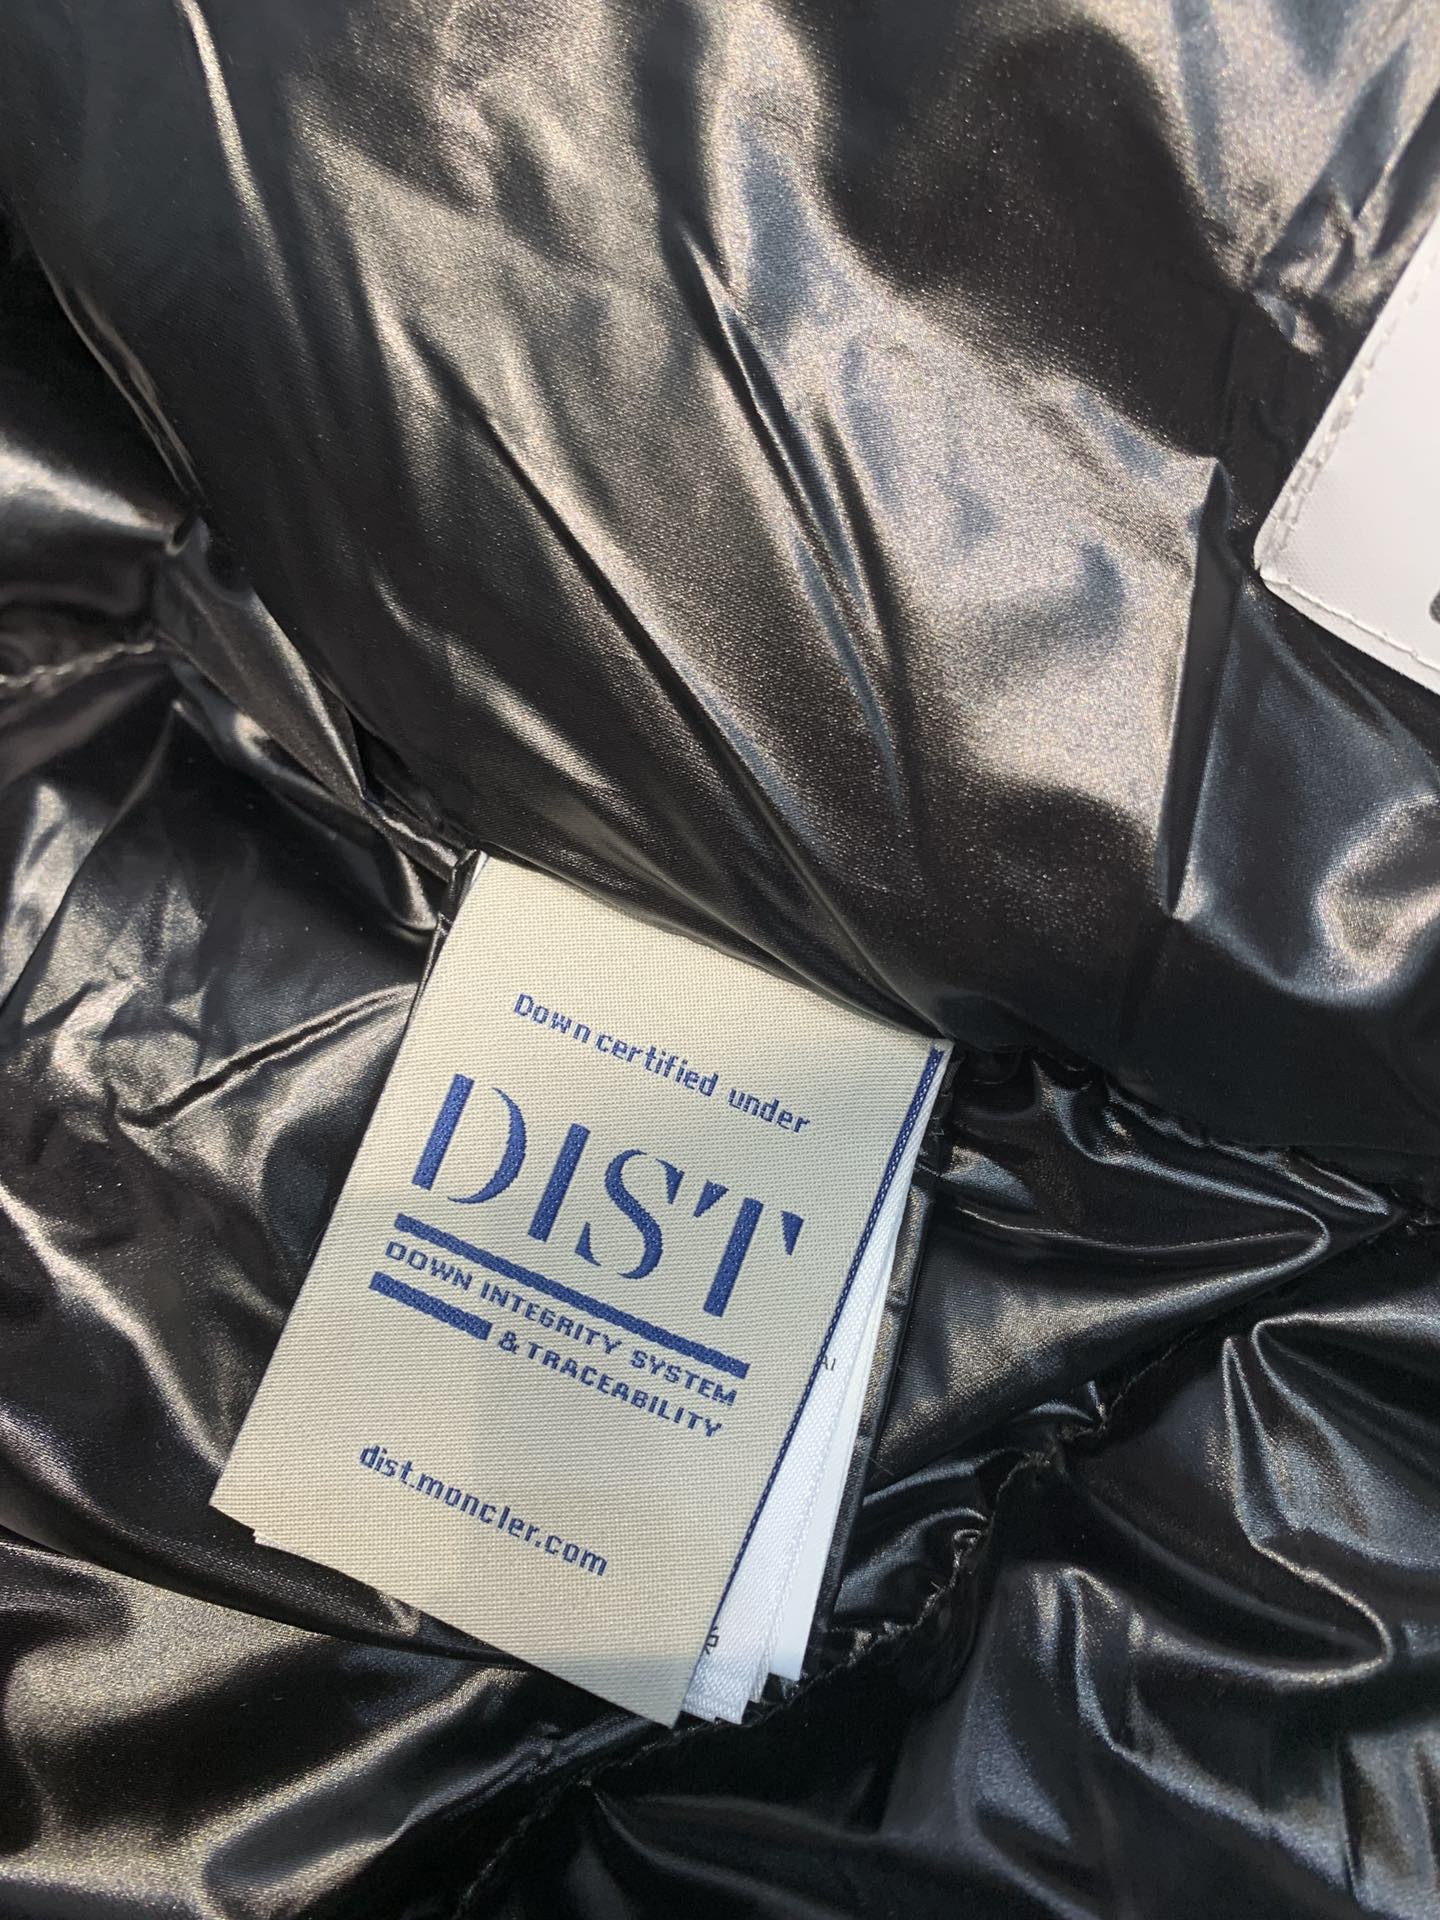 Down certified under
DIST
DOWN INTEGRITY SYSTEM
& TRACEABILITY
dist.moncler.com